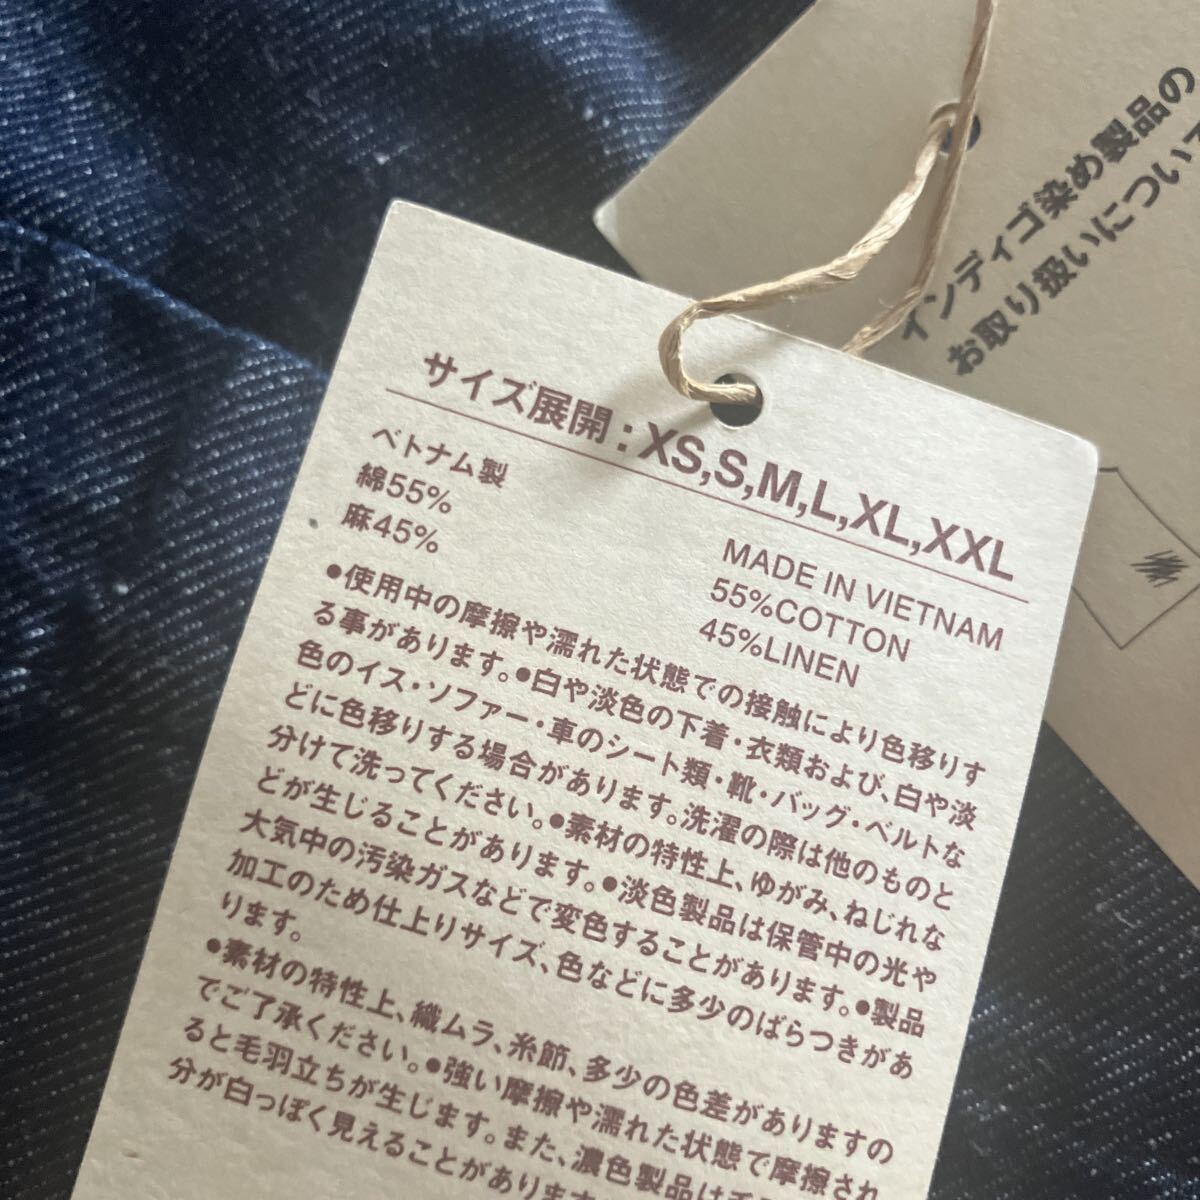 インディゴ染め製品の
お取り扱いについて
サイズ展開：XS,S,M,L,XL,XXL
ベトナム製
綿55%
麻45%
MADE IN VIETNAM
55%COTTON
45%LINEN
●使用中の摩擦や濡れた状態での接触により色移りす
る事があります。●白や淡色の下着・衣類および、白や淡
色のイス・ソファー・車のシート類・靴・バッグ・ベルトな
どに色移りする場合があります。洗濯の際は他のものと
分けて洗ってください。●素材の特性上、ゆがみ、ねじれな
どが生じることがあります。●淡色製品は保管中の光や
大気中の汚染ガスなどで変色することがあります。●製品
加工のため仕上りサイズ、色などに多少のばらつきがあ
ります。
●素材の特性上、織ムラ、糸節、多少の色差がありますの
でご了承ください。●強い摩擦や濡れた状態で摩擦され
ると毛羽立ちが生じます。また、濃色製品は毛
分が白っぽく見えることがあります